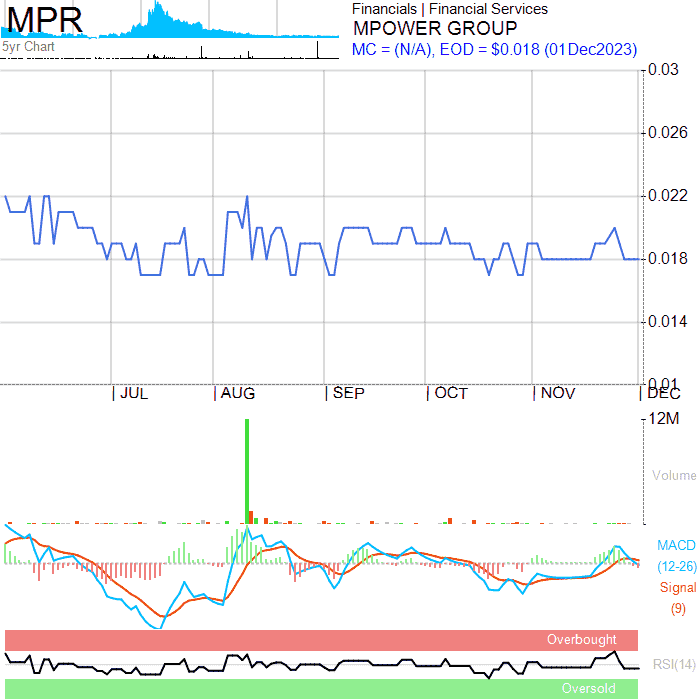 MPR
5yr Chart
Financials | Financial Services
MPOWER GROUP
MC = (N/A), EOD = $0.018 (01Dec2023)
0.03
0.026
0.022
0.018
0.014
0.01
JUL AUG SEP OCT NOV DEC
12M
Volume
MACD
(12-26)
Signal
(9)
Overbought
RSI(14)
Oversold